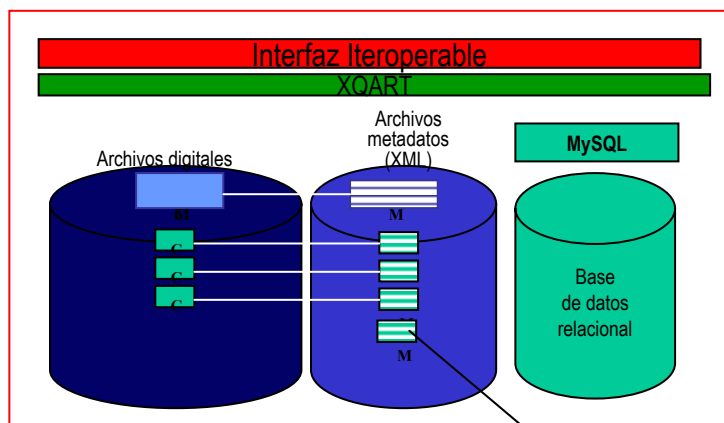 Interfaz Iteroperable
XQART
Archivos digitales
Archivos
metadatos
(XML)
MySQL
M
M
Base
de datos
relacional